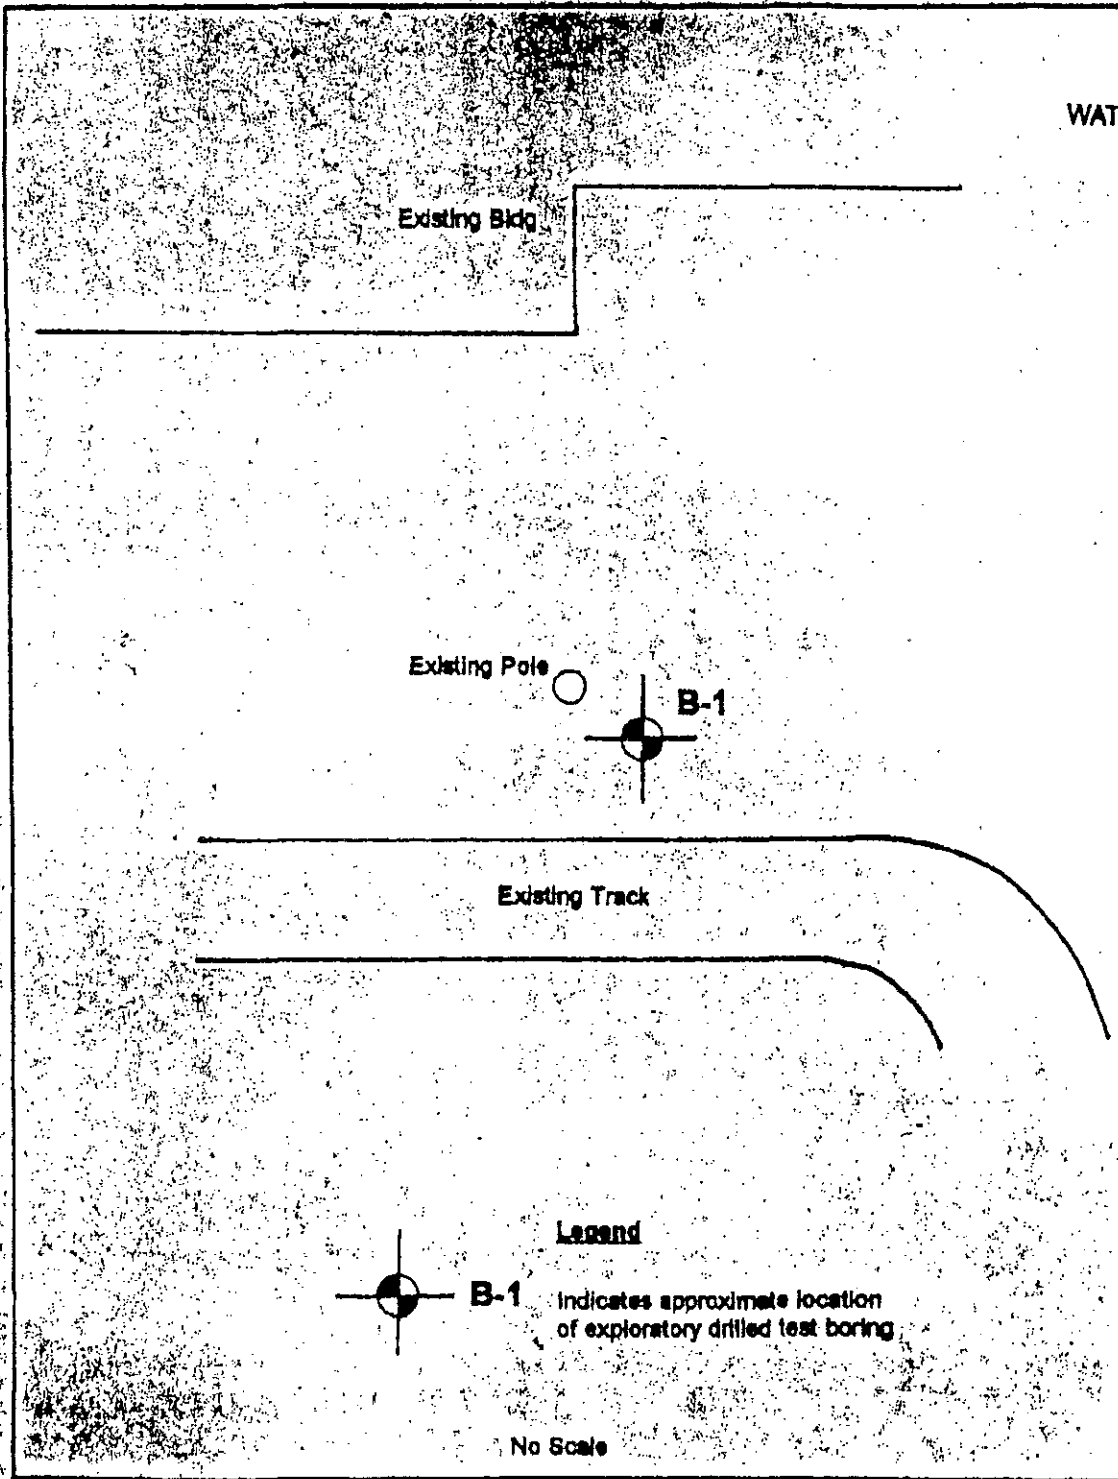 WAT
Existing Bldg
Existing Pole
B-1
Existing Track
Legend
B-1
Indicates approximate location
of exploratory drilled test boring
No Scale